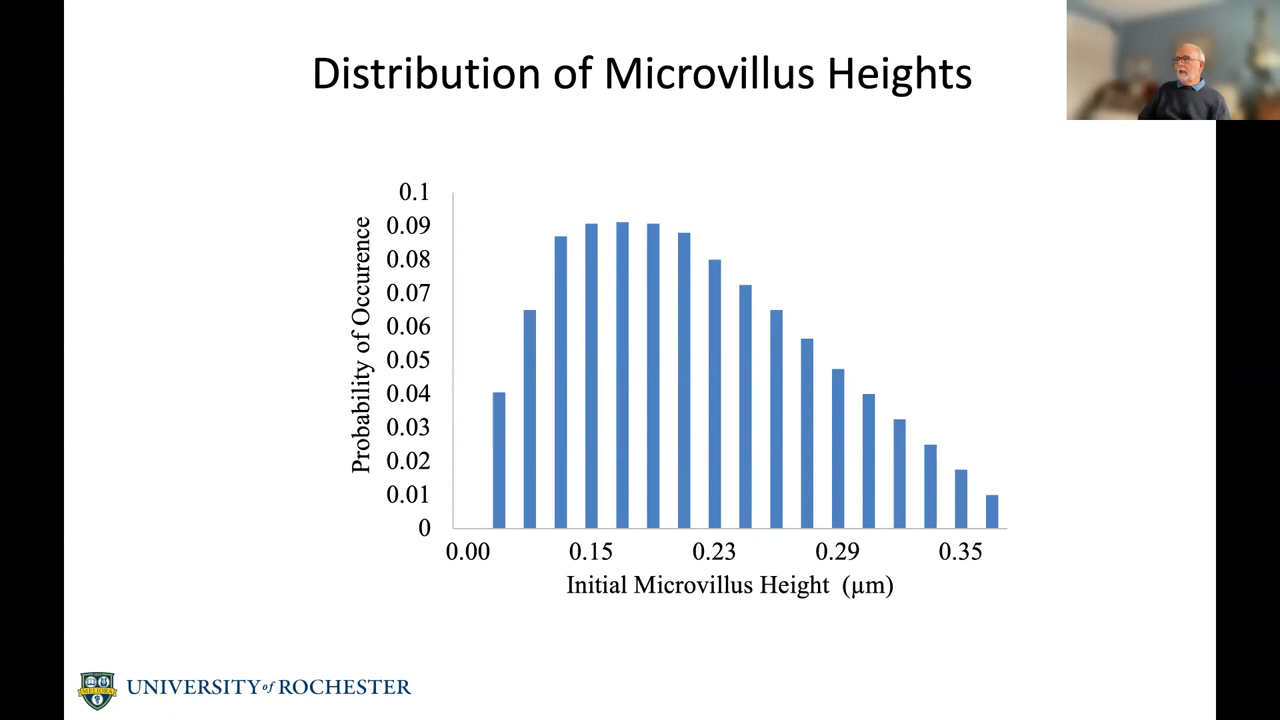 Distribution of Microvillus Heights
0.1
0.09
0.08
0.07
0.06
0.05
0.04
0.03
0.02
0.01
0
Probability of Occurence
0.00 0.15 0.23 0.29 0.35
Initial Microvillus Height (µm)
MELIORA
UNIVERSITY of ROCHESTER